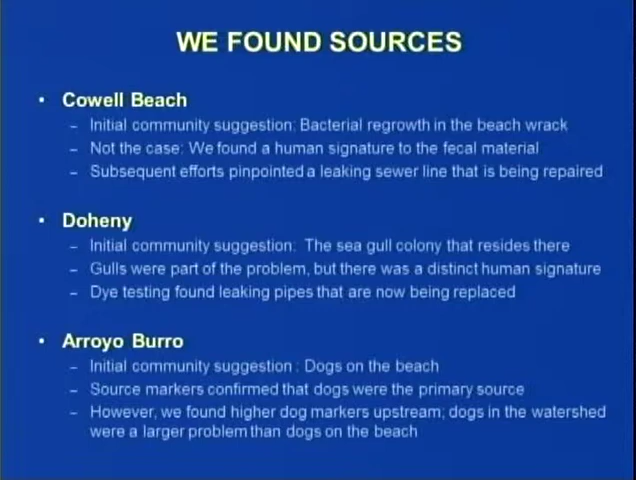 WE FOUND SOURCES
• Cowell Beach
– Initial community suggestion: Bacterial regrowth in the beach wrack
– Not the case: We found a human signature to the fecal material
– Subsequent efforts pinpointed a leaking sewer line that is being repaired
• Doheny
– Initial community suggestion: The sea gull colony that resides there
– Gulls were part of the problem, but there was a distinct human signature
– Dye testing found leaking pipes that are now being replaced
• Arroyo Burro
– Initial community suggestion : Dogs on the beach
– Source markers confirmed that dogs were the primary source
– However, we found higher dog markers upstream; dogs in the watershed
were a larger problem than dogs on the beach